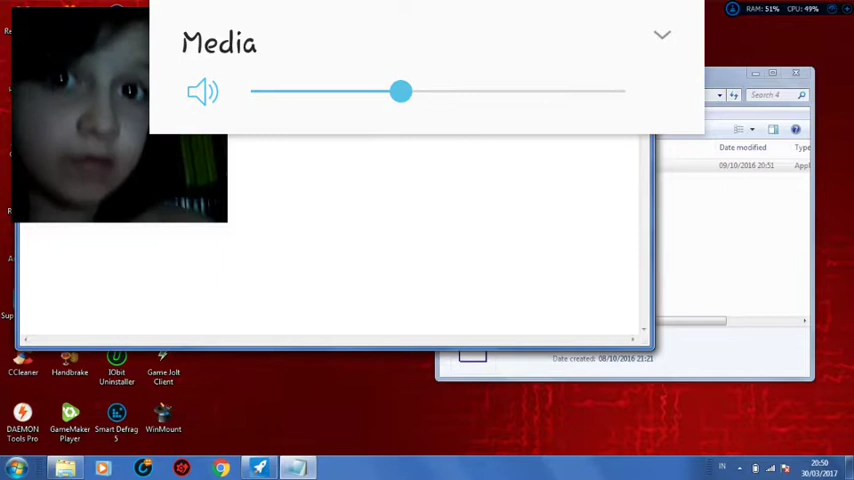 RAM: 51% CPU: 49%
Media
Search 4
Date modified
Type
09/10/2016 20:51
Appl
Date created: 08/10/2016 21:21
CCleaner
Handbrake
IObit
Uninstaller
Game Jolt
Client
DAEMON
Tools Pro
GameMaker
Player
Smart Defrag
5
WinMount
IN
20:50
30/03/2017